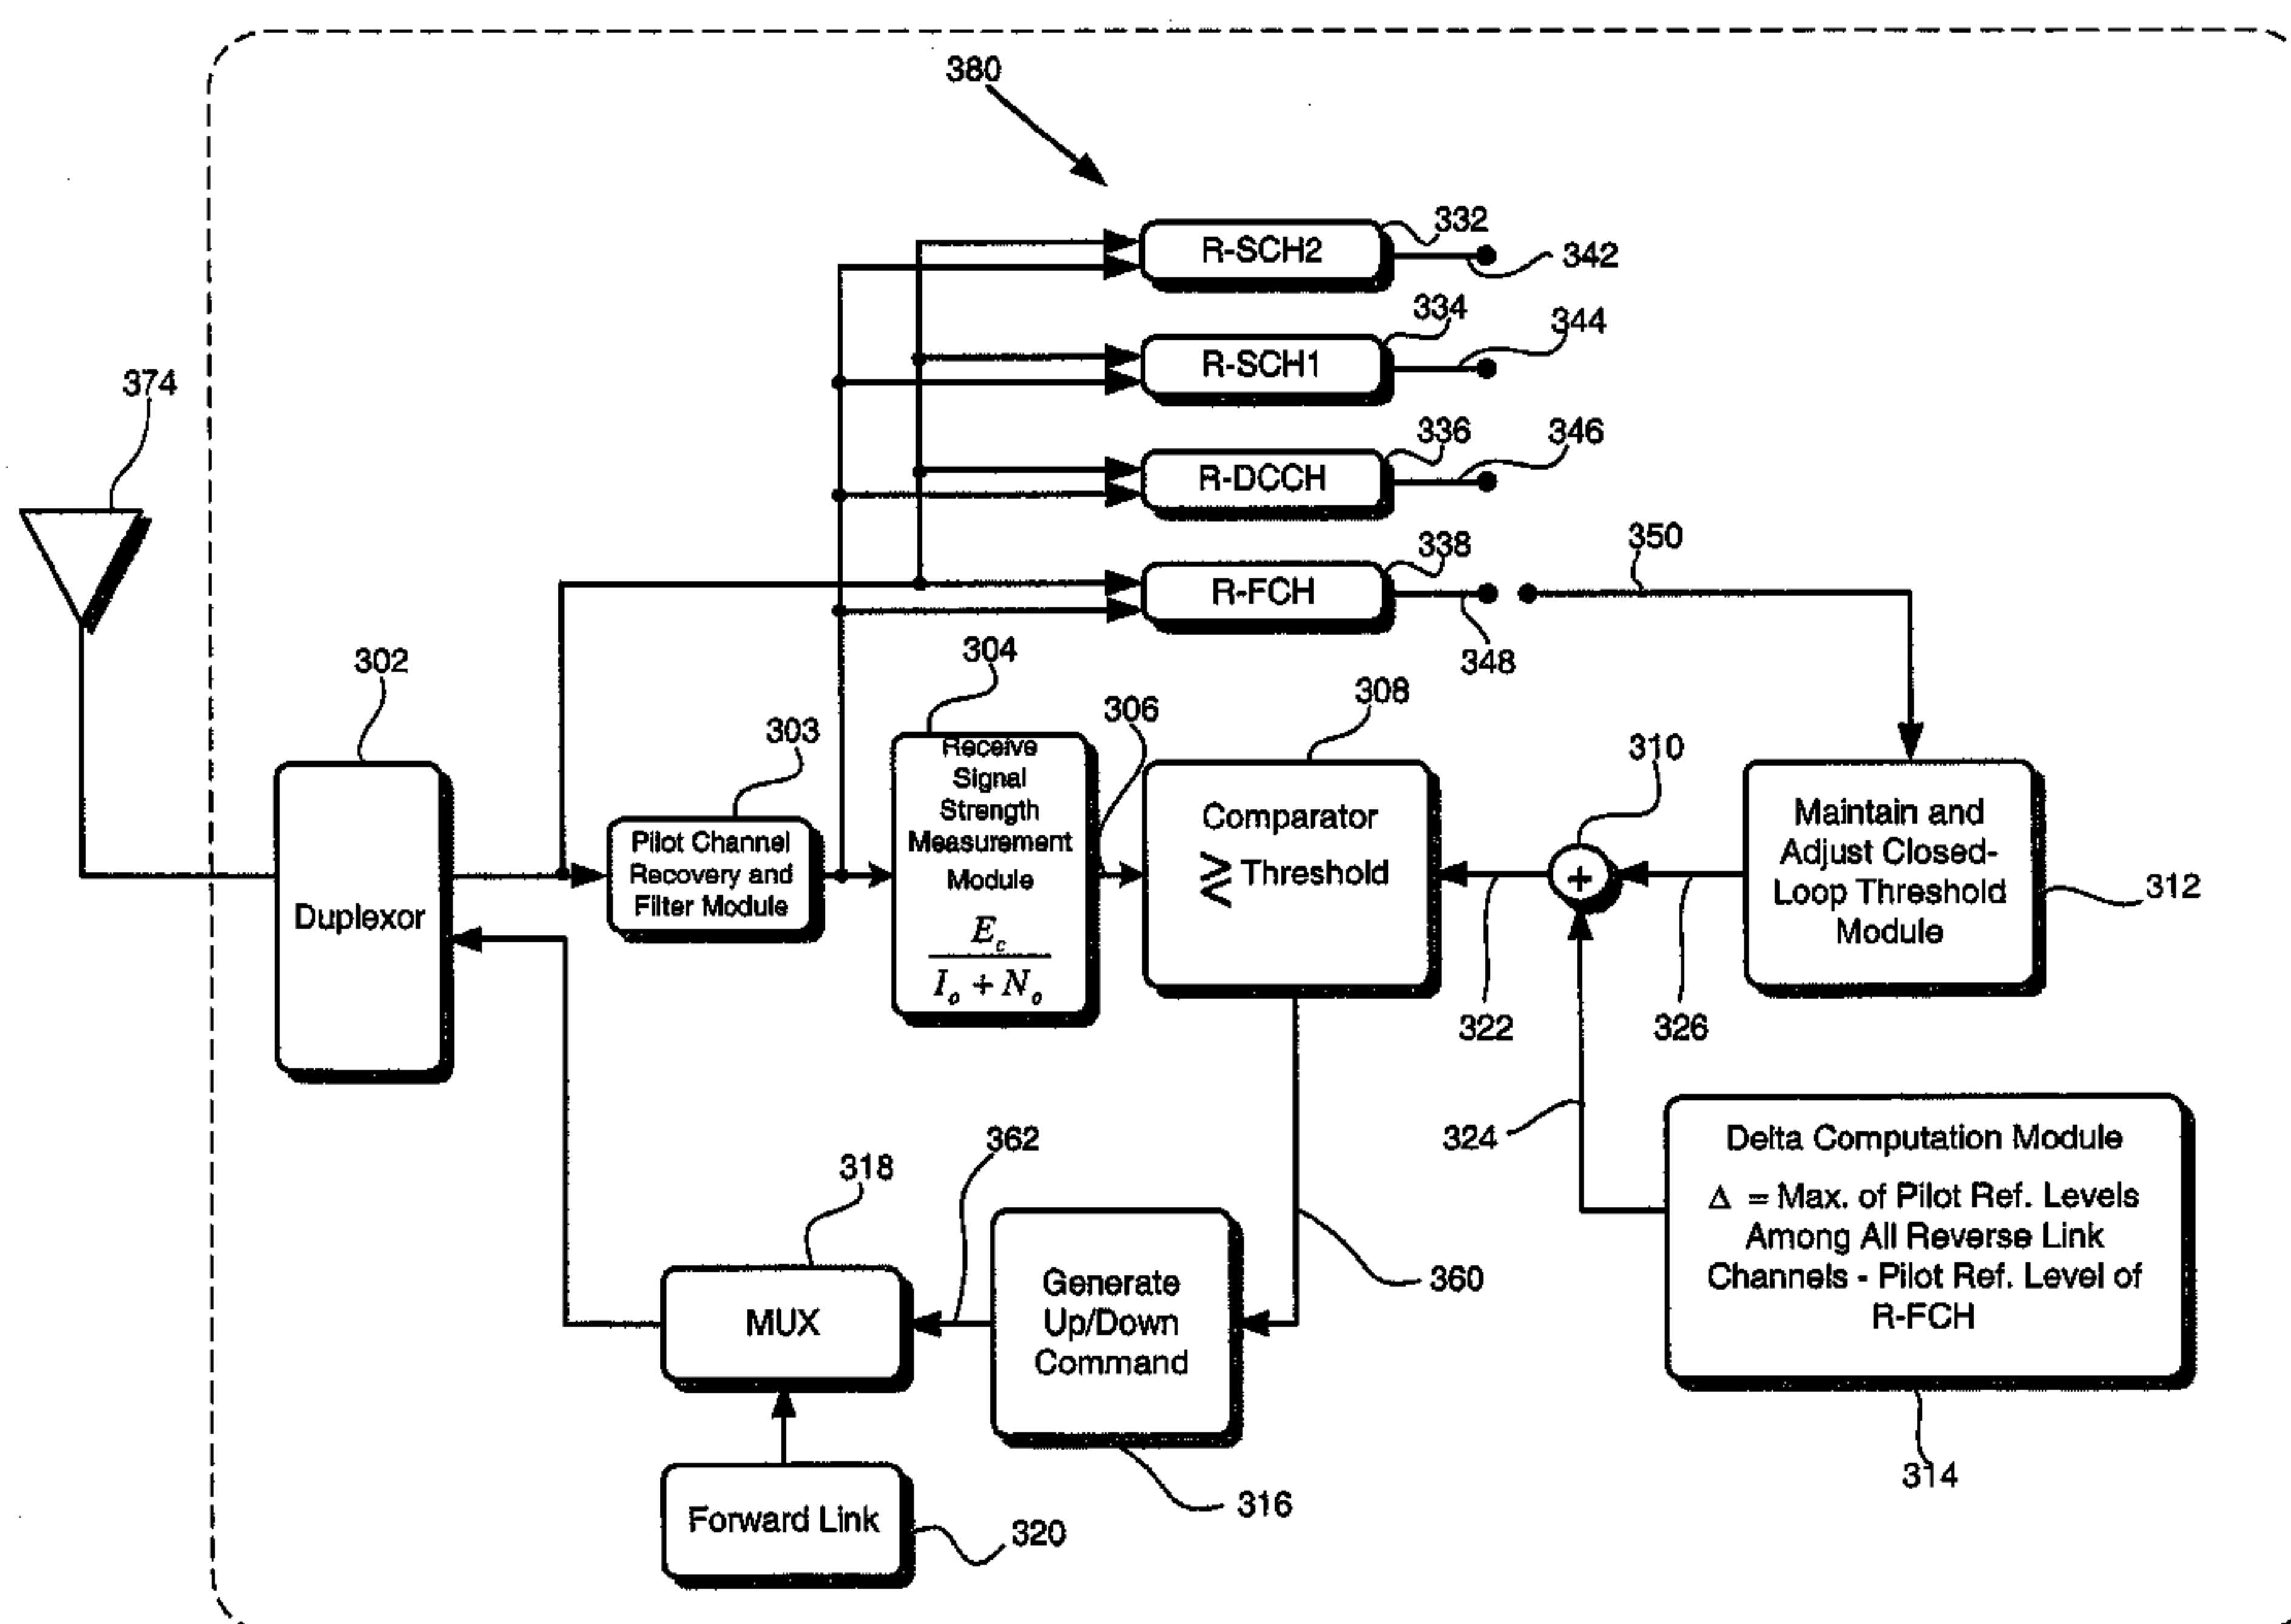 380
332
R-SCH2
342
334
344
R-SCH1
374
336
346
R-DCCH
338
350
R-FCH
348
304
302
308
306
303
310
Receive
Signal
Strength
Measurement
Module
E_c
I_o + N_o
Pilot Channel
Recovery and
Filter Module
Duplexor
Comparator
≥≤ Threshold
+
Maintain and
Adjust Closed-
Loop Threshold
Module
312
322
326
324
Delta Computation Module
Δ = Max. of Pilot Ref. Levels
Among All Reverse Link
Channels - Pilot Ref. Level of
R-FCH
362
318
360
Generate
Up/Down
Command
MUX
314
316
Forward Link
320